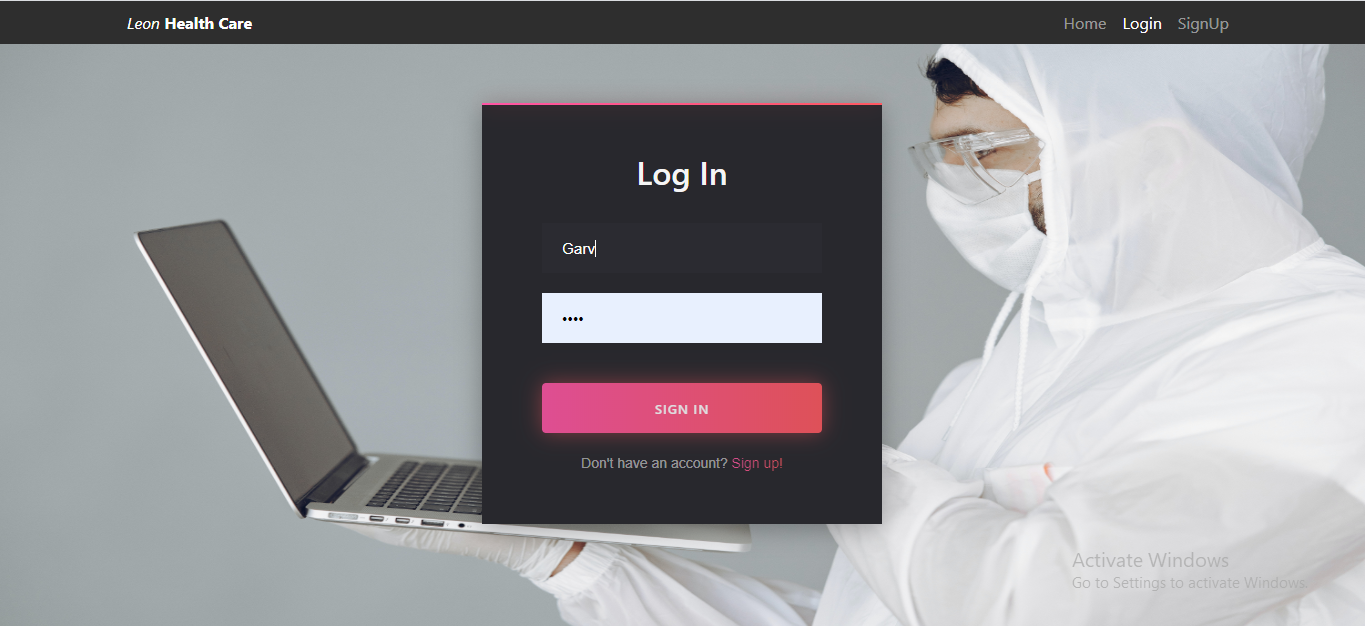 Leon Health Care
Home Login SignUp
Log In
Garv
••••
SIGN IN
Don't have an account? Sign up!
Activate Windows
Go to Settings to activate Windows.